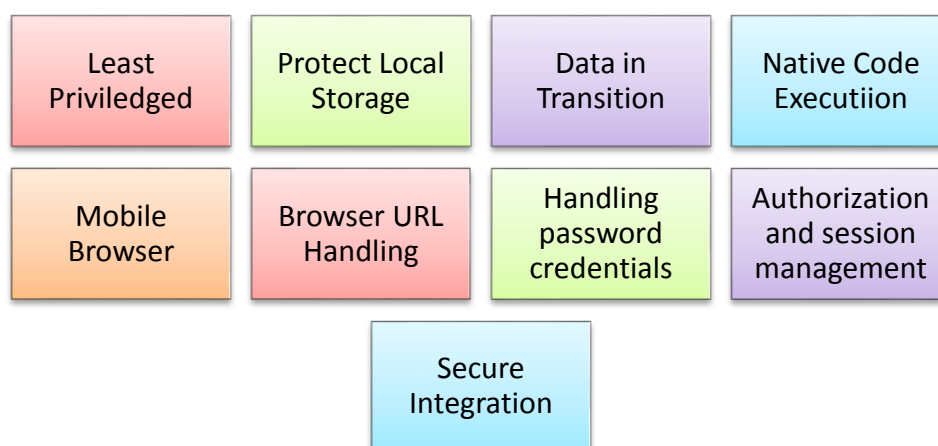 Least
Priviledged
Protect Local
Storage
Data in
Transition
Native Code
Executiion
Mobile
Browser
Browser URL
Handling
Handling
password
credentials
Authorization
and session
management
Secure
Integration